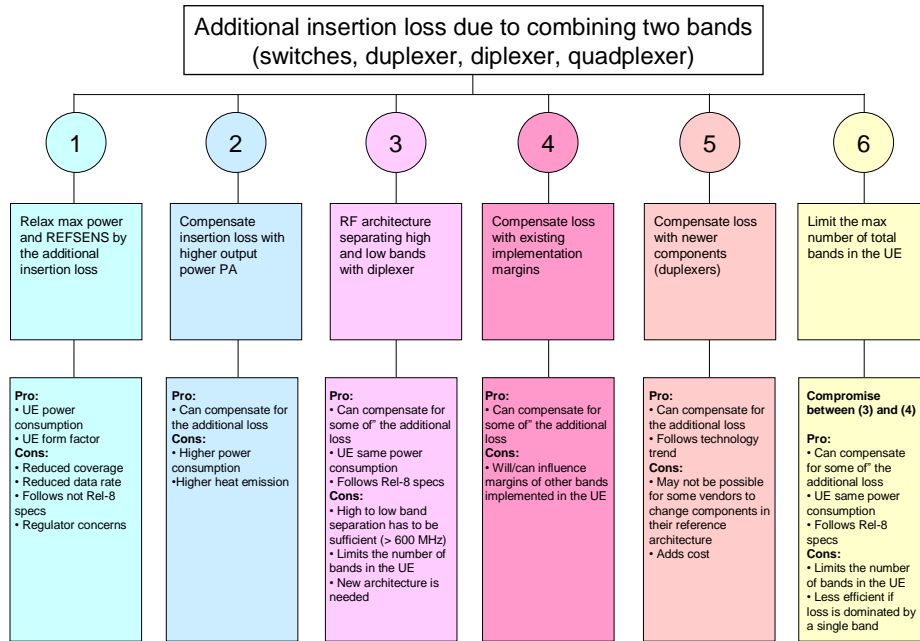 Additional insertion loss due to combining two bands
(switches, duplexer, diplexer, quadplexer)
1
2
3
4
5
6
Relax max power
and REFSENS by
the additional
insertion loss
Compensate
insertion loss with
higher output
power PA
RF architecture
separating high
and low bands
with diplexer
Compensate loss
with existing
implementation
margins
Compensate loss
with newer
components
(duplexers)
Limit the max
number of total
bands in the UE
Pro:
• UE power
consumption
• UE form factor
Cons:
• Reduced coverage
• Reduced data rate
• Follows not Rel-8
specs
• Regulator concerns
Pro:
• Can compensate for
the additional loss
Cons:
• Higher power
consumption
•Higher heat emission
Pro:
• Can compensate for
some of" the additional
loss
• UE same power
consumption
• Follows Rel-8 specs
Cons:
• High to low band
separation has to be
sufficient (> 600 MHz)
• Limits the number of
bands in the UE
• New architecture is
needed
Pro:
• Can compensate for
some of" the additional
loss
Cons:
• Will/can influence
margins of other bands
implemented in the UE
Pro:
• Can compensate for
the additional loss
• Follows technology
trend
Cons:
• May not be possible
for some vendors to
change components in
their reference
architecture
• Adds cost
Compromise
between (3) and (4)
Pro:
• Can compensate
for some of" the
additional loss
• UE same power
consumption
• Follows Rel-8
specs
Cons:
• Limits the number
of bands in the UE
• Less efficient if
loss is dominated by
a single band